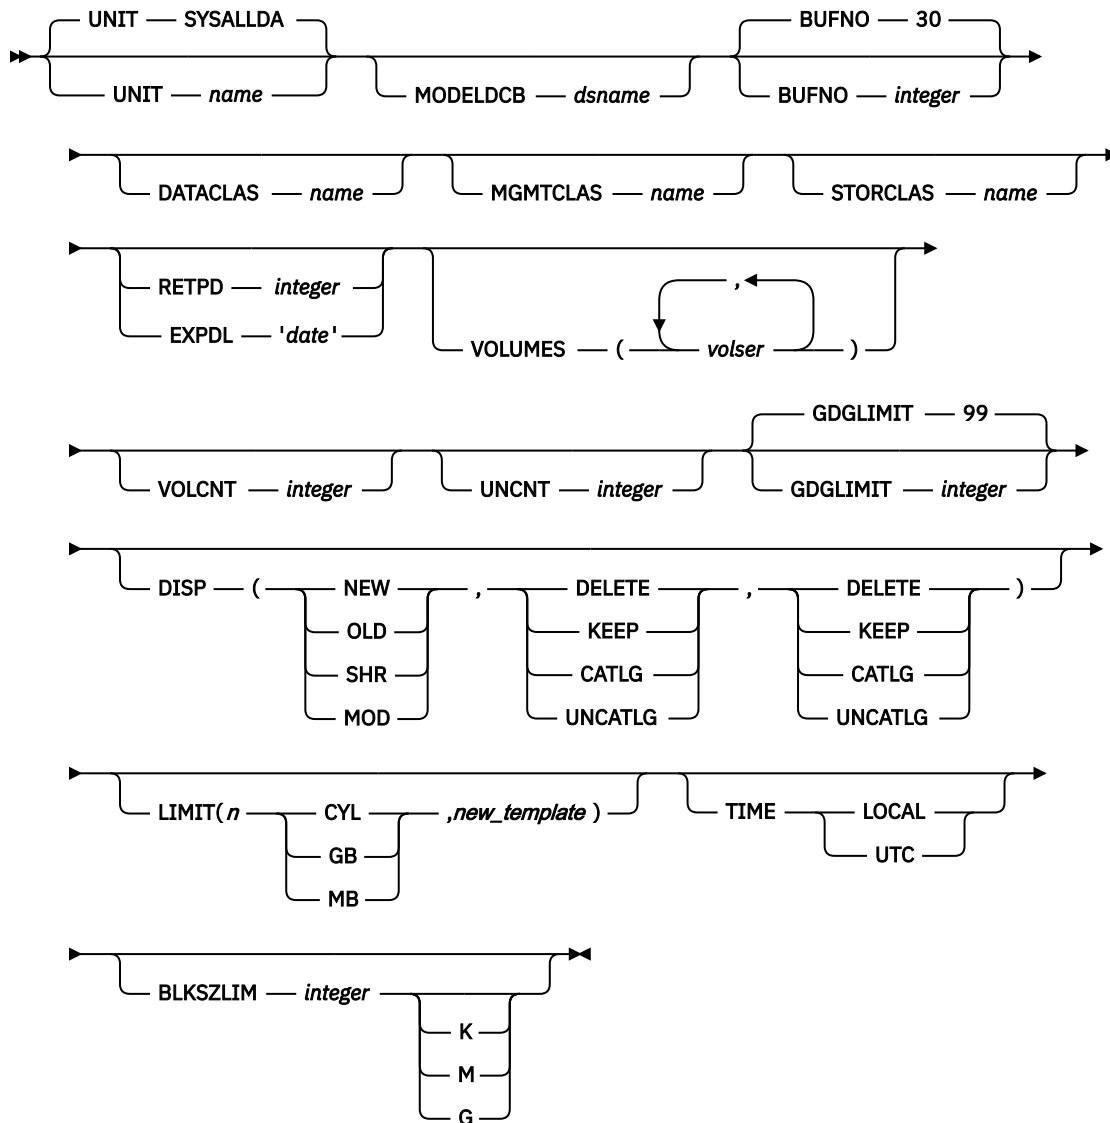 UNIT SYSALLDA BUFNO 30
UNIT name MODELDCB dsname BUFNO integer
DATACLAS name MGMTCLAS name STORCLAS name
RETPD integer ,
EXPDL 'date' VOLUMES ( volser )
GDGLIMIT 99
VOLCNT integer UNCNT integer GDGLIMIT integer
DISP ( NEW , DELETE , DELETE )
OLD KEEP KEEP
SHR CATLG CATLG
MOD UNCATLG UNCATLG
LIMIT(n CYL ,new_template ) TIME LOCAL
GB UTC
MB
BLKSZLIM integer
K
M
G